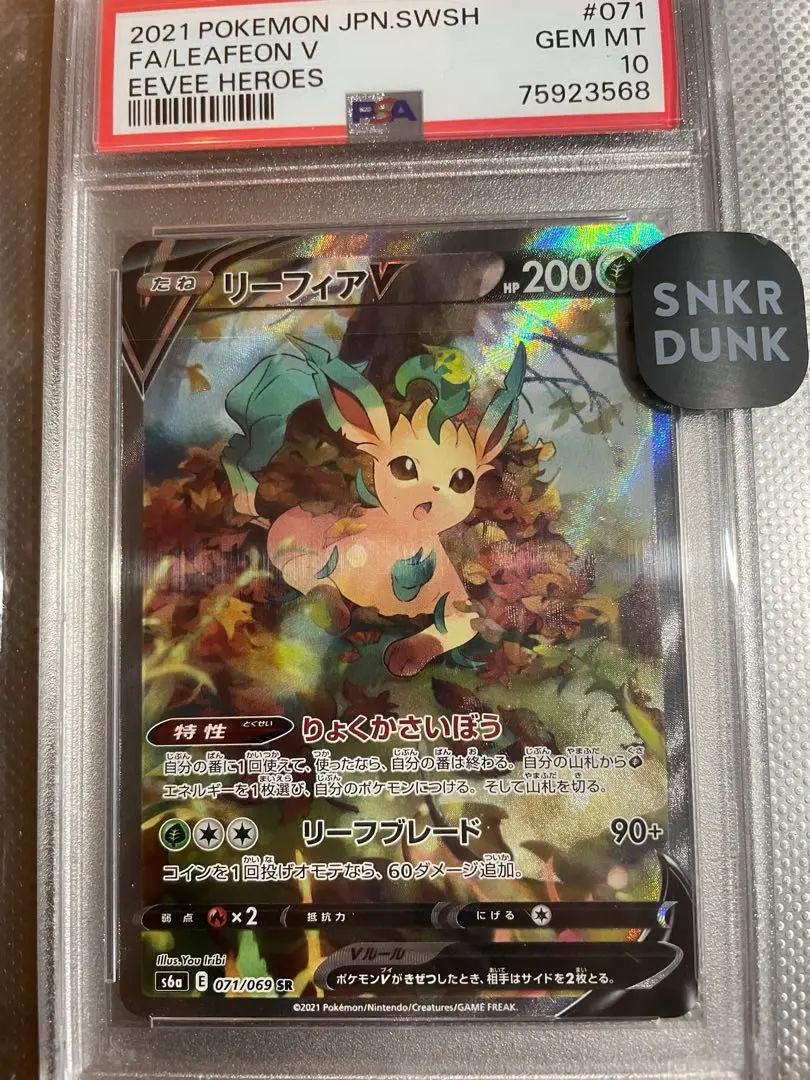 2021 POKEMON JPN.SWSH #071
FA/LEAFEON V GEM MT
EEVEE HEROES 10
75923568
PSA
SNKR
DUNK
たね リーフィアV HP200
特性 とくせい りょくかさいぼう
自分の番に1回使えて、使ったなら、自分の番は終わる。自分の山札から
エネルギーを1枚選び、自分のポケモンにつける。そして山札を切る。
リーフブレード 90+
コインを1回投げオモテなら、60ダメージ追加。
弱点 ×2 抵抗力 にげる
Illus. You Iribi
Vルール
ポケモンVがきぜつしたとき、相手はサイドを2枚とる。
s6a E 071/069 SR
©2021 Pokémon/Nintendo/Creatures/GAME FREAK.